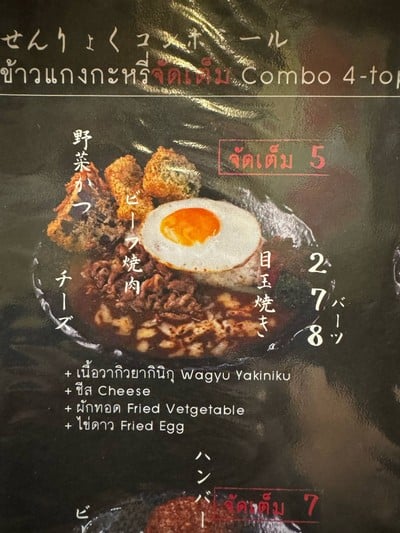 せんりょくコンボ ール
ข้าวแกงกะหรี่จัดเต็ม Combo 4-top
จัดเต็ม 5
野菜かつ
ビーフ焼肉
チーズ
目玉焼き
278
バーツ
+ เนื้อวากิวยากินิกุ Wagyu Yakiniku
+ ชีส Cheese
+ ผักทอด Fried Vetgetable
+ ไข่ดาว Fried Egg
ハンバー
จัดเต็ม 7
ビー